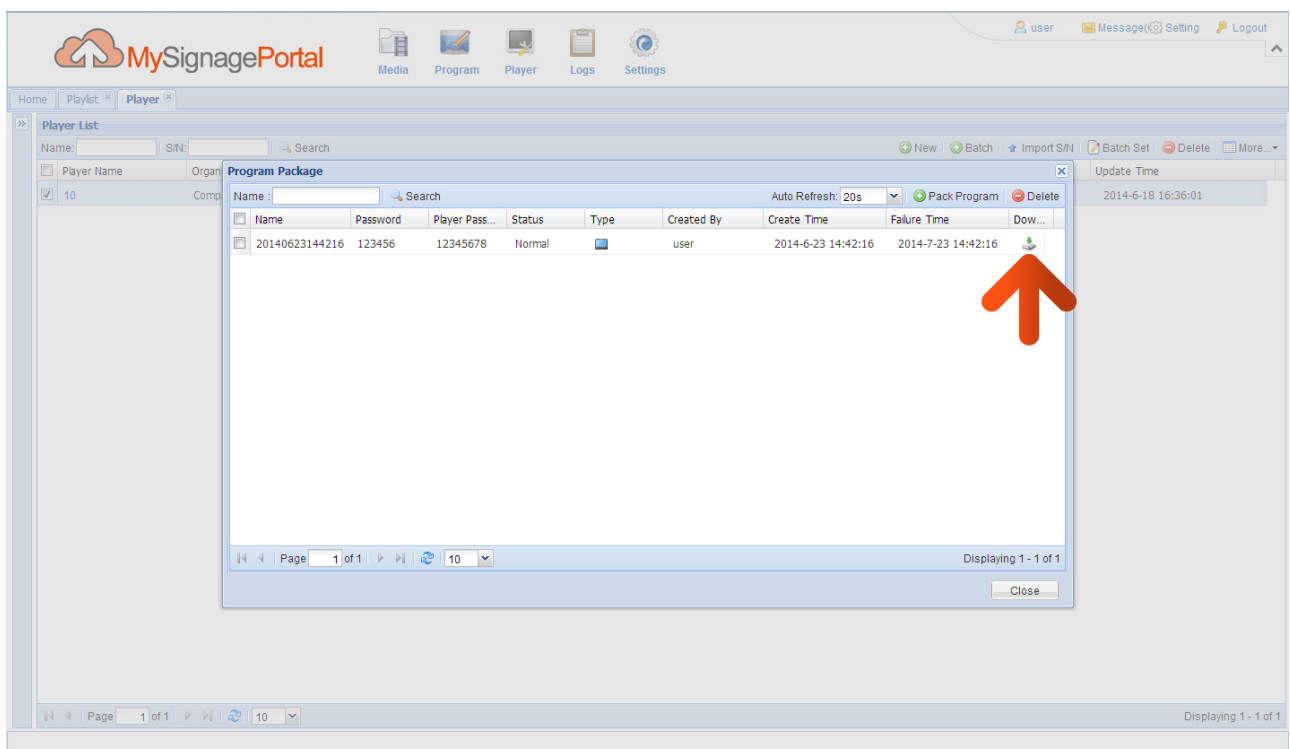 user Message( Setting Logout
MySignagePortal
Media Program Player Logs Settings
Home Playlist Player
Player List
Name: S/N: Search New Batch Import S/N Batch Set Delete More...
Player Name Organ Update Time
10 Comp 2014-6-18 16:36:01
Program Package
Name : Search Auto Refresh: 20s Pack Program Delete
Name Password Player Pass... Status Type Created By Create Time Failure Time Dow...
20140623144216 123456 12345678 Normal user 2014-6-23 14:42:16 2014-7-23 14:42:16
Page 1 of 1 10 Displaying 1 - 1 of 1
Close
Page 1 of 1 10 Displaying 1 - 1 of 1